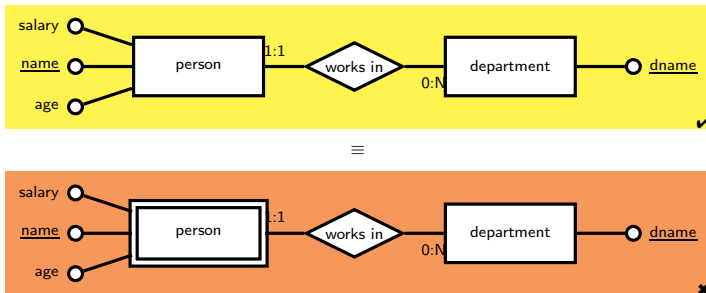 salary
name
age
person
1:1
works in
0:N
department
dname
✔
≡
salary
name
age
person
1:1
works in
0:N
department
dname
✖